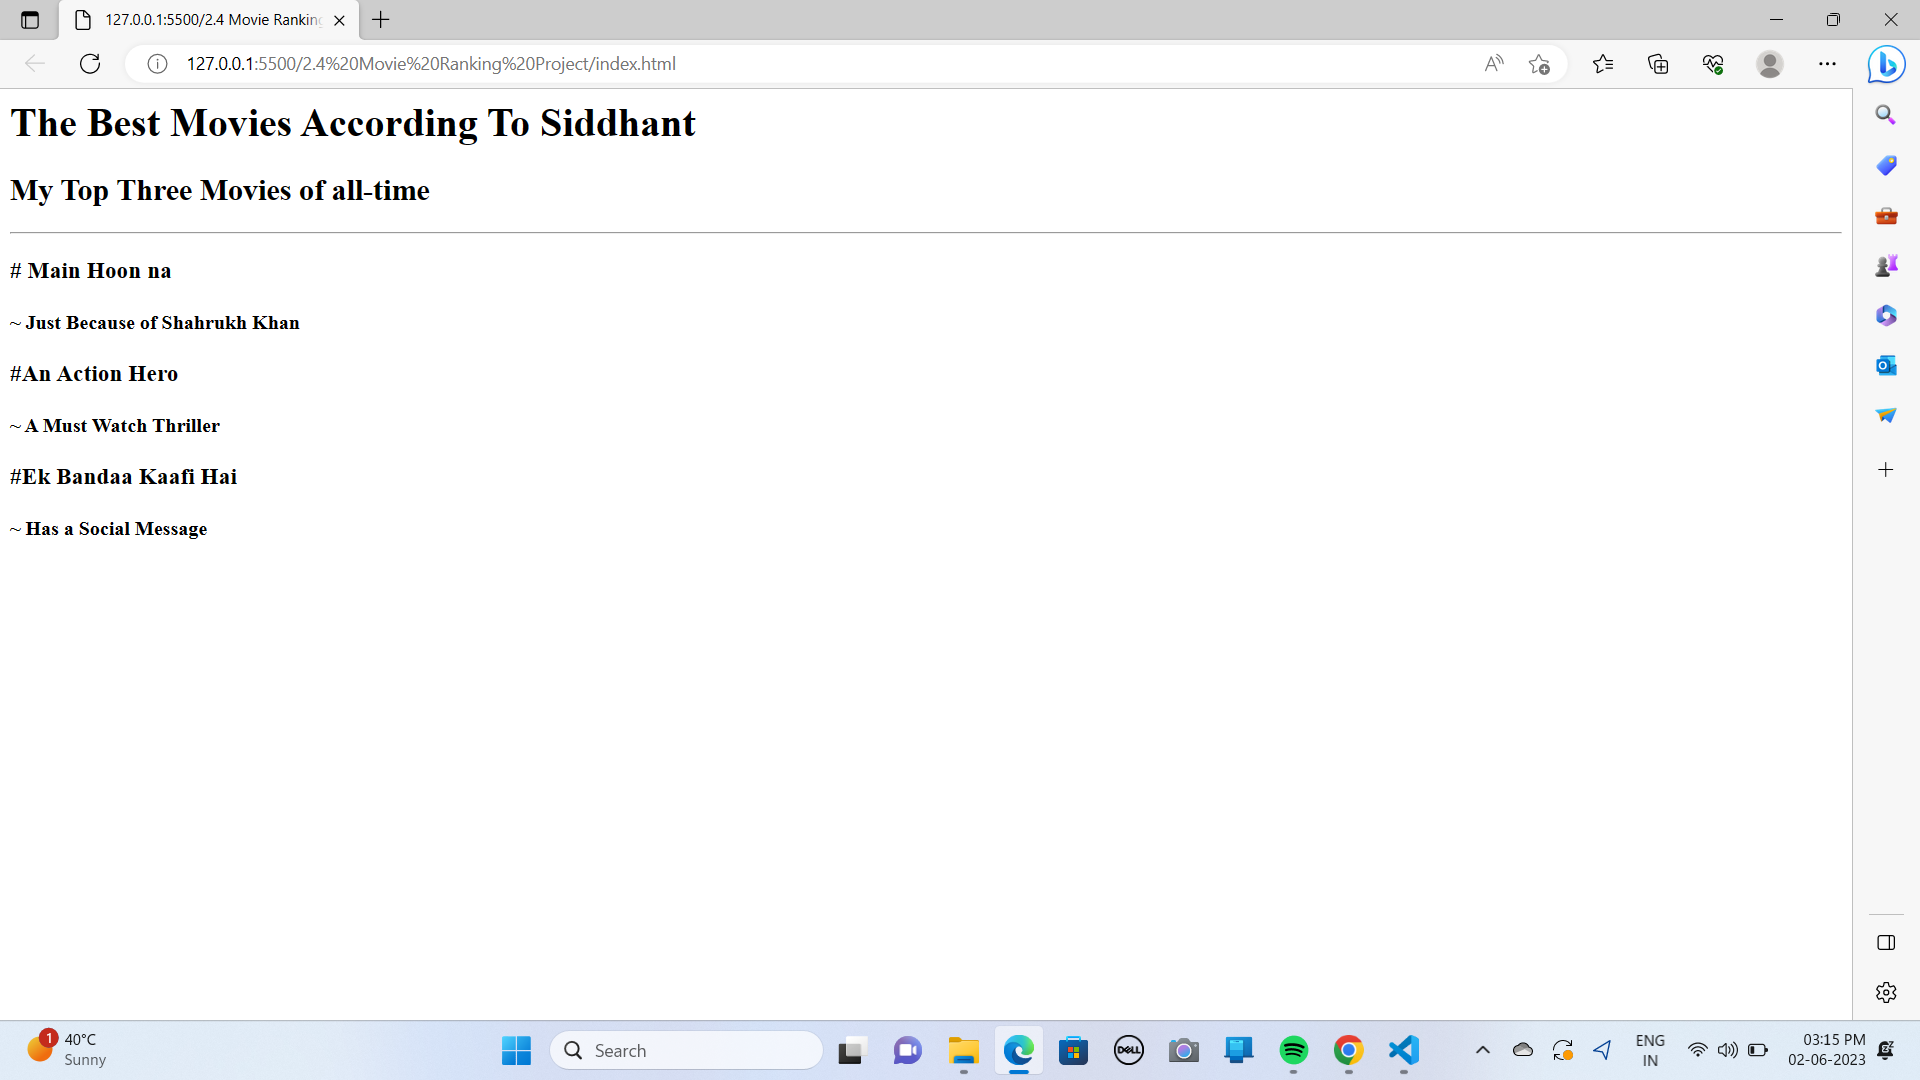 127.0.0.1:5500/2.4 Movie Ranking
127.0.0.1:5500/2.4%20Movie%20Ranking%20Project/index.html
The Best Movies According To Siddhant
My Top Three Movies of all-time
# Main Hoon na
~ Just Because of Shahrukh Khan
#An Action Hero
~ A Must Watch Thriller
#Ek Bandaa Kaafi Hai
~ Has a Social Message
1
40°C
Sunny
Search
DELL
ENG
IN
03:15 PM
02-06-2023